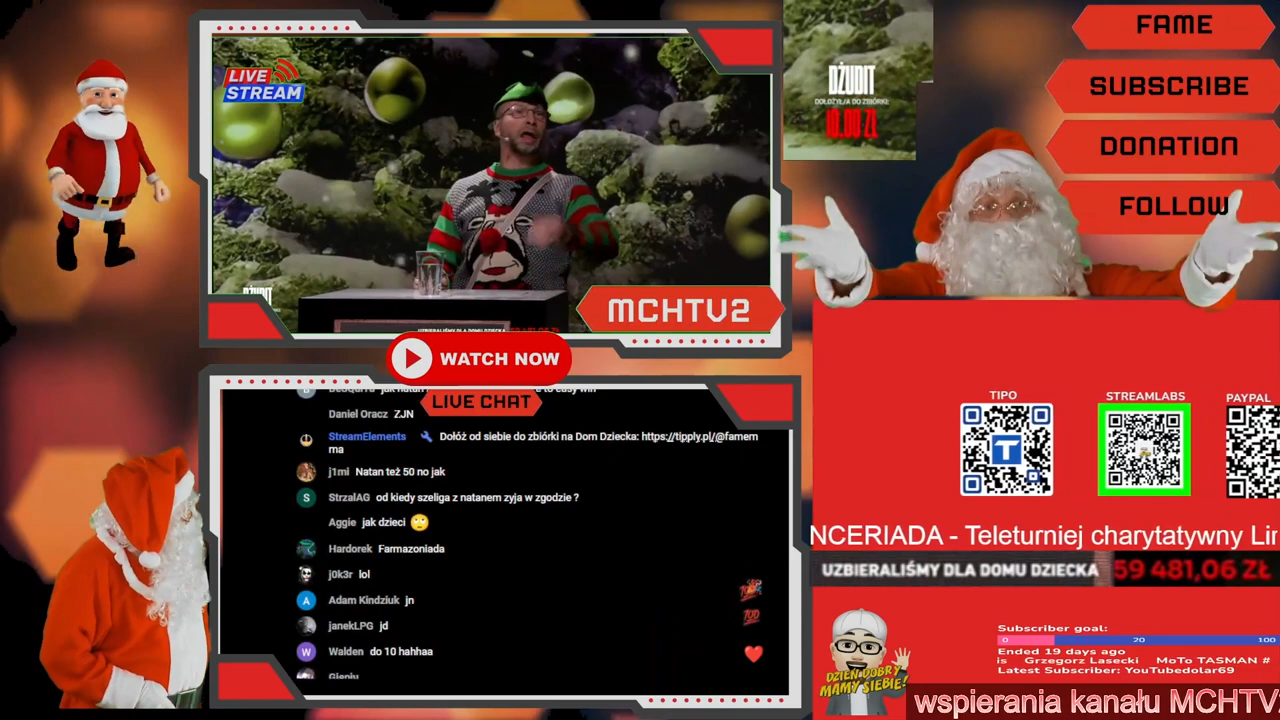 FAME
SUBSCRIBE
DONATION
FOLLOW
LIVE
STREAM
DŻUDIT
DOŁOŻYŁ/A DO ZBIÓRKI:
10.00 ZŁ
DŻUDIT
MCHTV2
WATCH NOW
LIVE CHAT
Daniel Oracz ZJN
StreamElements Dołóż od siebie do zbiórki na Dom Dziecka: https://tipply.pl/@famem
ma
j1mi Natan też 50 no jak
S StrzalAG od kiedy szeliga z natanem zyja w zgodzie ?
Aggie jak dzieci
Hardorek Farmazoniada
j0k3r lol
A Adam Kindziuk jn
janekLPG jd
W Walden do 10 hahhaa
Gieniu
TIPO
STREAMLABS
PAYPAL
T
NCERIADA - Teleturniej charytatywny Lir
UZBIERALIŚMY DLA DOMU DZIECKA 59 481,06 ZŁ
Subscriber goal:
0 20 100
Ended 19 days ago
is Grzegorz Lasecki MoTo TASMAN #
Latest Subscriber: YouTubedolar69
DZIEŃ DOBRY
MAMY SIEBIE!
wspierania kanału MCHTV